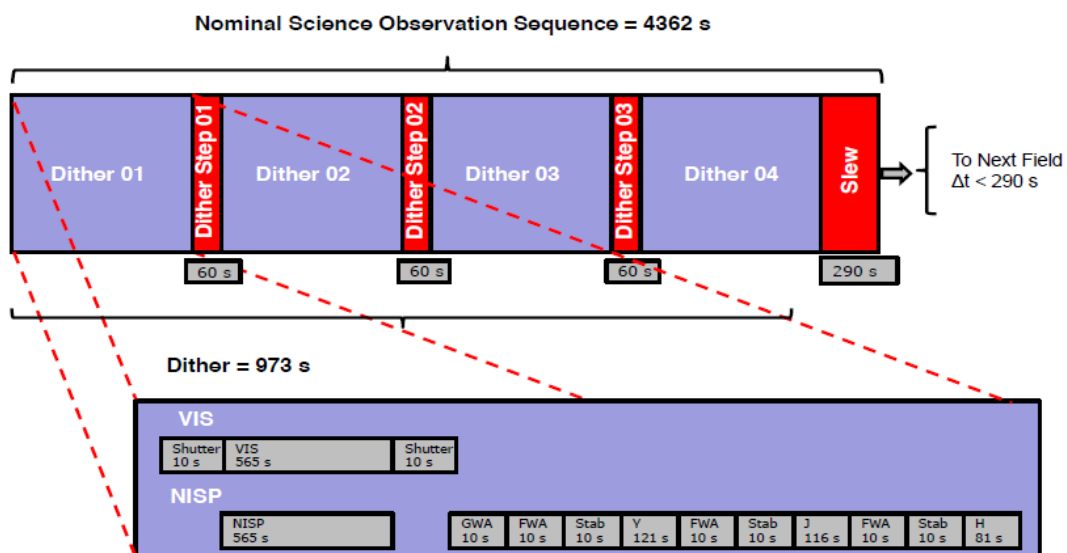 Nominal Science Observation Sequence = 4362 s
Dither 01
Dither Step 01
Dither 02
Dither Step 02
Dither 03
Dither Step 03
Dither 04
Slew
To Next Field
Δt < 290 s
60 s
60 s
60 s
290 s
Dither = 973 s
VIS
Shutter
10 s
VIS
565 s
Shutter
10 s
NISP
NISP
565 s
GWA
10 s
FWA
10 s
Stab
10 s
Y
121 s
FWA
10 s
Stab
10 s
J
116 s
FWA
10 s
Stab
10 s
H
81 s